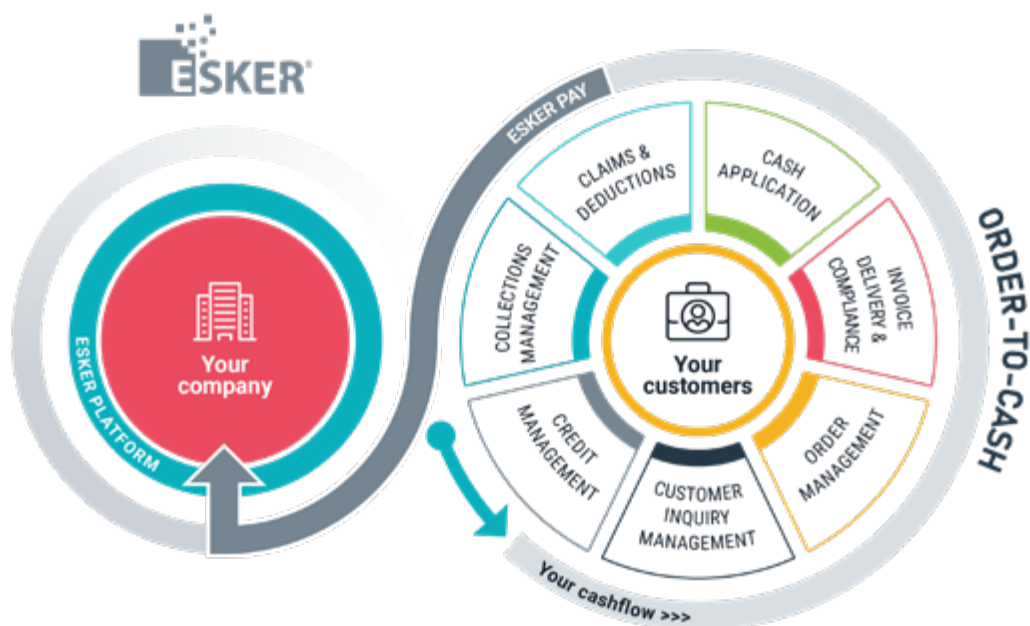 ESKER®
ESKER PAY
CLAIMS &
DEDUCTIONS
CASH
APPLICATION
COLLECTIONS
MANAGEMENT
INVOICE
DELIVERY &
COMPLIANCE
ORDER-TO-CASH
Your
company
ESKER PLATFORM
Your
customers
CREDIT
MANAGEMENT
CUSTOMER
INQUIRY
MANAGEMENT
ORDER
MANAGEMENT
Your cashflow >>>